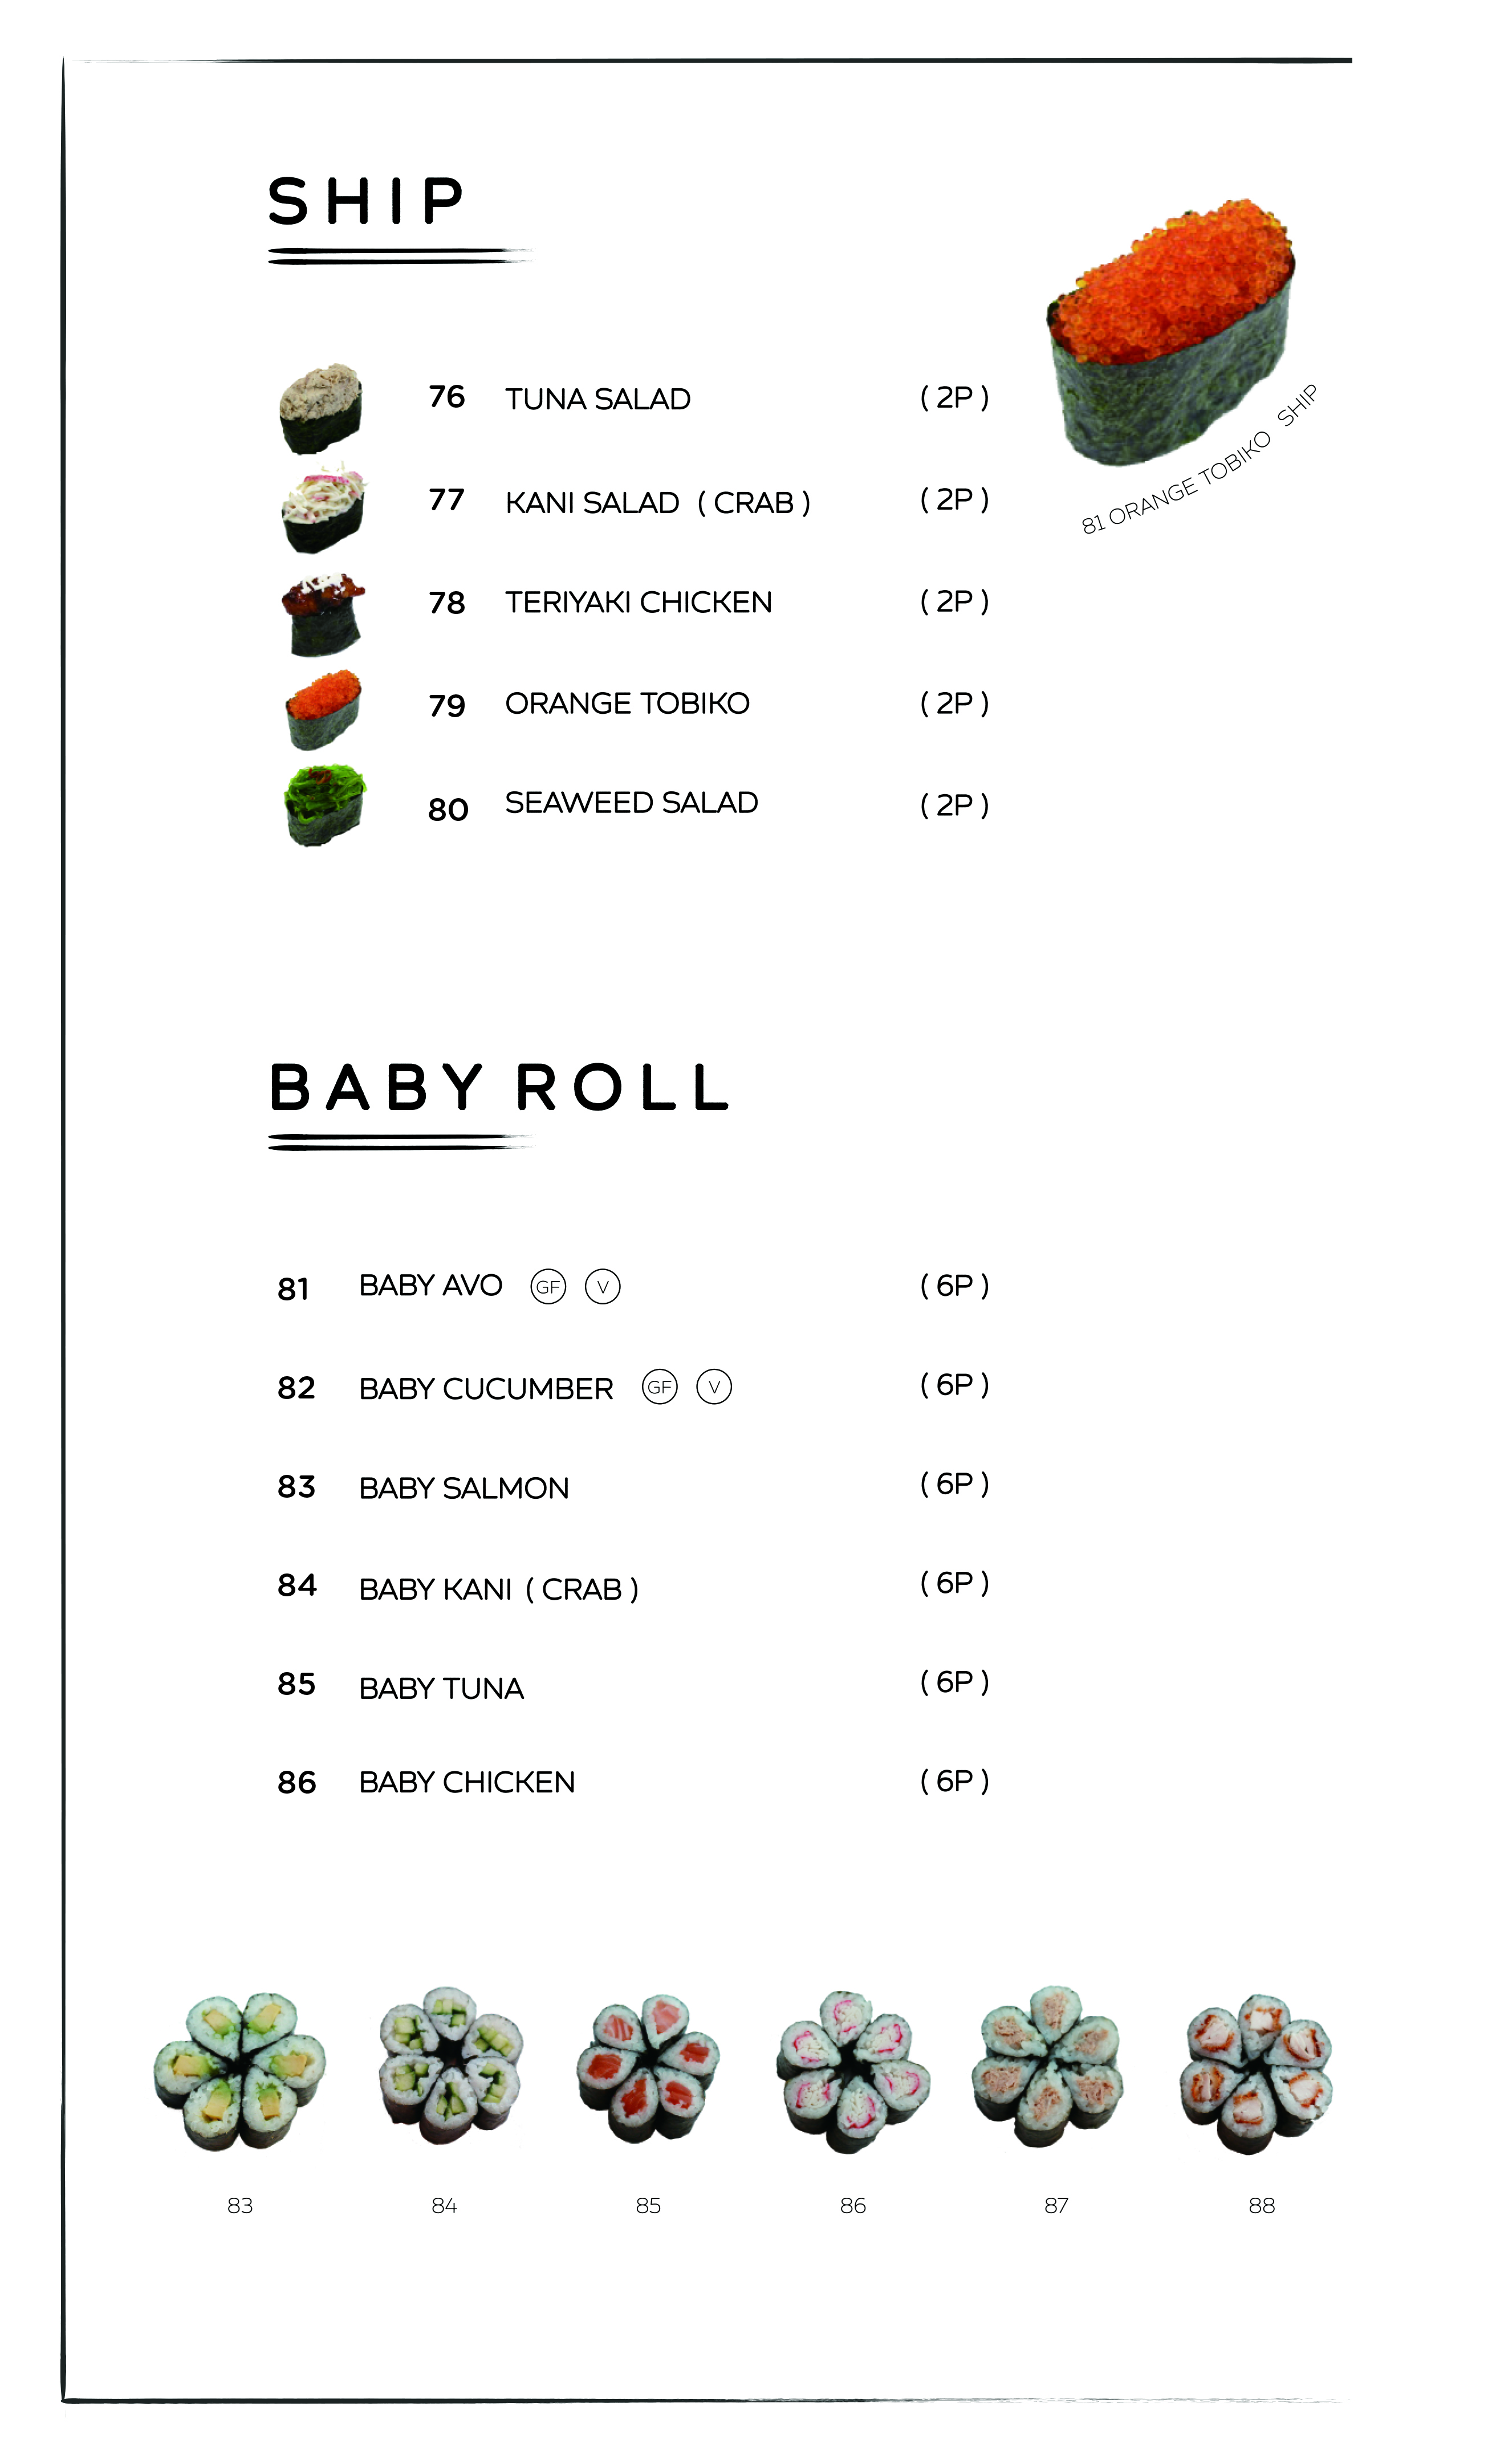 SHIP
76 TUNA SALAD ( 2P )
77 KANI SALAD ( CRAB ) ( 2P )
78 TERIYAKI CHICKEN ( 2P )
79 ORANGE TOBIKO ( 2P )
80 SEAWEED SALAD ( 2P )
81 ORANGE TOBIKO SHIP
BABY ROLL
81 BABY AVO GF V ( 6P )
82 BABY CUCUMBER GF V ( 6P )
83 BABY SALMON ( 6P )
84 BABY KANI ( CRAB ) ( 6P )
85 BABY TUNA ( 6P )
86 BABY CHICKEN ( 6P )
83 84 85 86 87 88